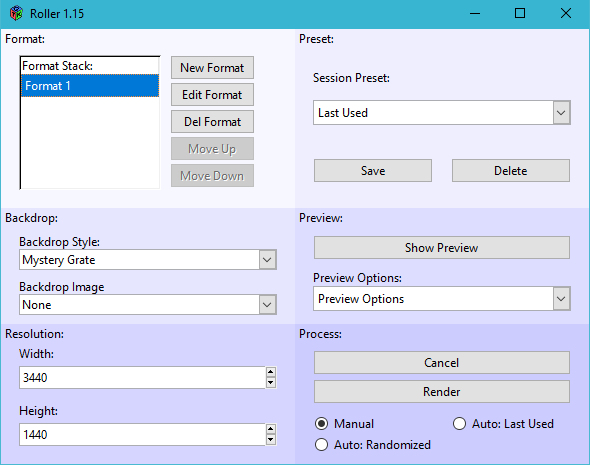 Roller 1.15
Format:
Format Stack:
Format 1
New Format
Edit Format
Del Format
Move Up
Move Down
Preset:
Session Preset:
Last Used
Save
Delete
Backdrop:
Backdrop Style:
Mystery Grate
Backdrop Image
None
Preview:
Show Preview
Preview Options:
Preview Options
Resolution:
Width:
3440
Height:
1440
Process:
Cancel
Render
Manual
Auto: Last Used
Auto: Randomized